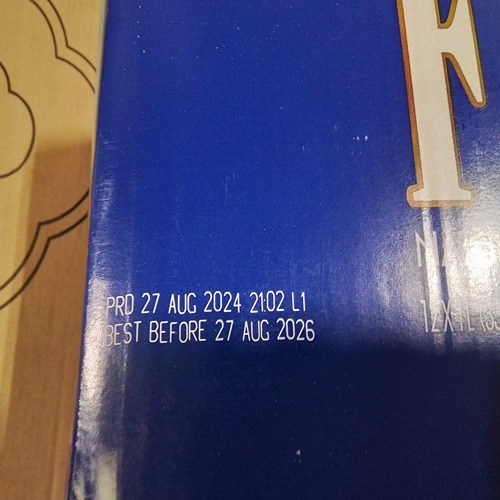 F
PRD 27 AUG 2024 21:02 L1
BEST BEFORE 27 AUG 2026